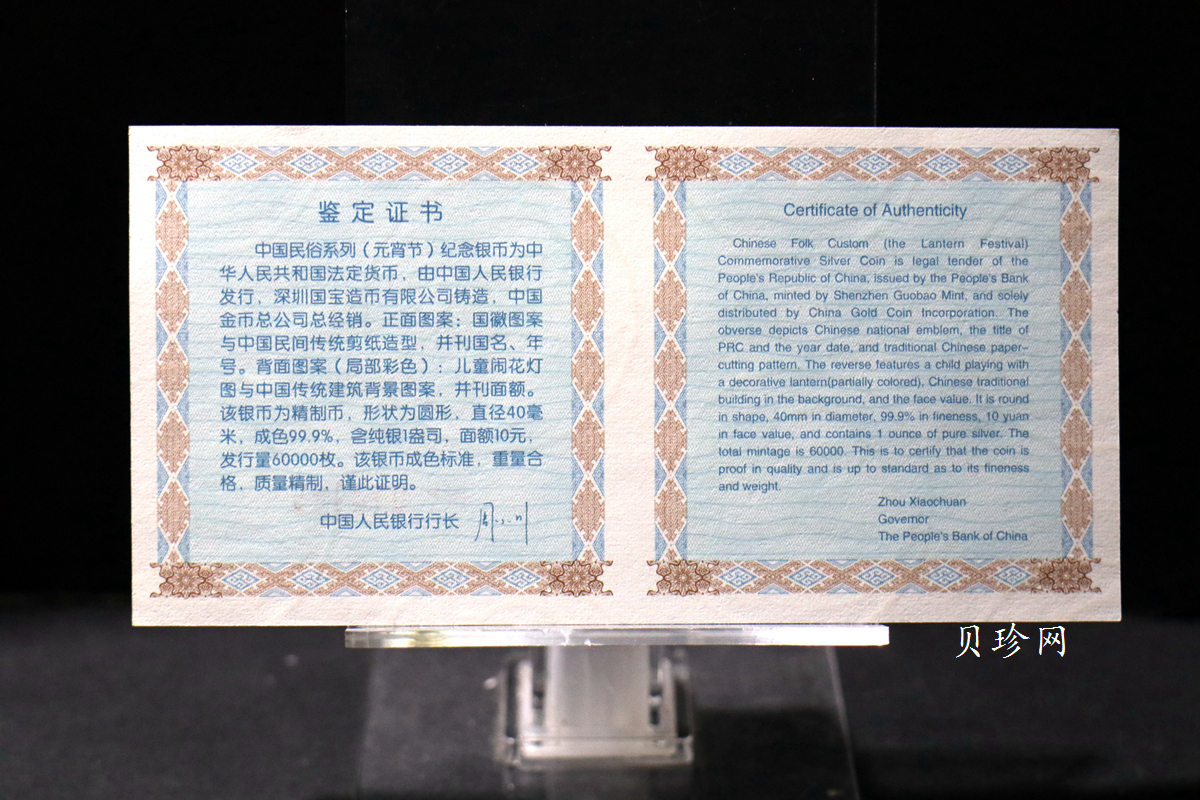 鉴定证书
中国民俗系列（元宵节）纪念银币为中
华人民共和国法定货币，由中国人民银行
发行，深圳国宝造币有限公司铸造，中国
金币总公司总经销。正面图案：国徽图案
与中国民间传统剪纸造型，并刊国名、年
号。背面图案（局部彩色）：儿童闹花灯
图与中国传统建筑背景图案，并刊面额。
该银币为精制币，形状为圆形，直径40毫
米，成色99.9%，含纯银1盎司，面额10元，
发行量60000枚。该银币成色标准，重量合
格，质量精制，谨此证明。
中国人民银行行长
Certificate of Authenticity
Chinese Folk Custom (the Lantern Festival)
Commemorative Silver Coin is legal tender of the
People's Republic of China, issued by the People's Bank
of China, minted by Shenzhen Guobao Mint, and solely
distributed by China Gold Coin Incorporation. The
obverse depicts Chinese national emblem, the title of
PRC and the year date, and traditional Chinese paper-
cutting pattern. The reverse features a child playing with
a decorative lantern(partially colored), Chinese traditional
building in the background, and the face value. It is round
in shape, 40mm in diameter, 99.9% in fineness, 10 yuan
in face value, and contains 1 ounce of pure silver. The
total mintage is 60000. This is to certify that the coin is
proof in quality and is up to standard as to its fineness
and weight.
Zhou Xiaochuan
Governor
The People's Bank of China
贝珍网